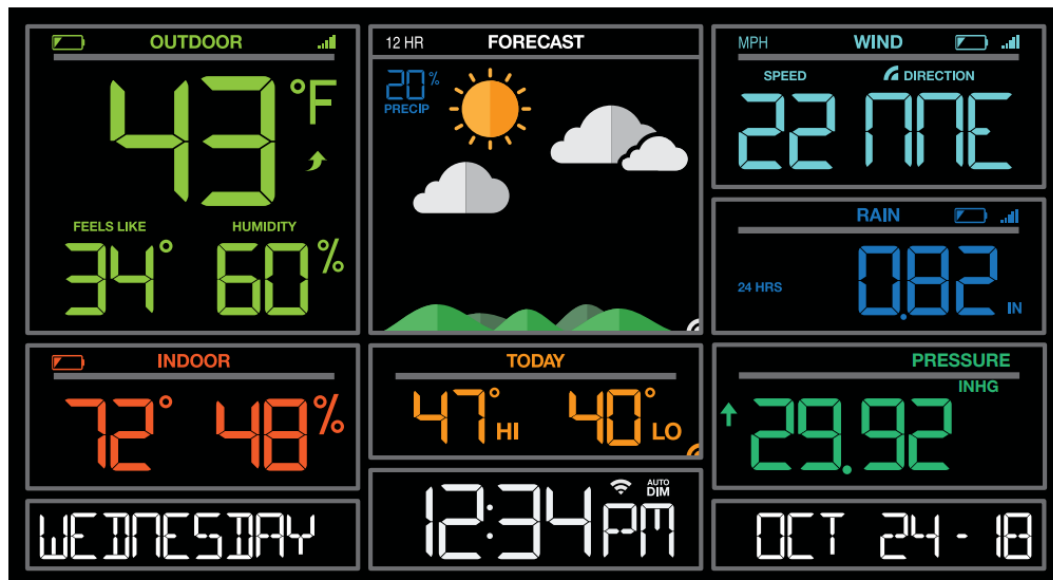 OUTDOOR
43°F
FEELS LIKE HUMIDITY
34° 60%
12 HR FORECAST
20%
PRECIP
MPH WIND
SPEED DIRECTION
22 NNE
RAIN
24 HRS 0.82 IN
INDOOR
72° 48%
TODAY
47° HI 40° LO
PRESSURE
INHG
29.92
WEDNESDAY
AUTO
DIM
12:34 PM
OCT 24-18